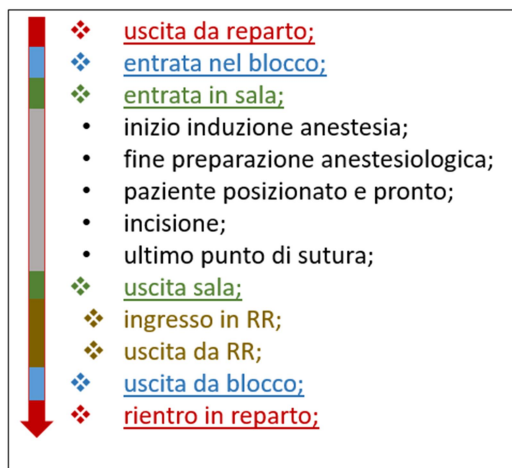 uscita da reparto;
entrata nel blocco;
entrata in sala;
inizio induzione anestesia;
fine preparazione anestesiologica;
paziente posizionato e pronto;
incisione;
ultimo punto di sutura;
uscita sala;
ingresso in RR;
uscita da RR;
uscita da blocco;
rientro in reparto;